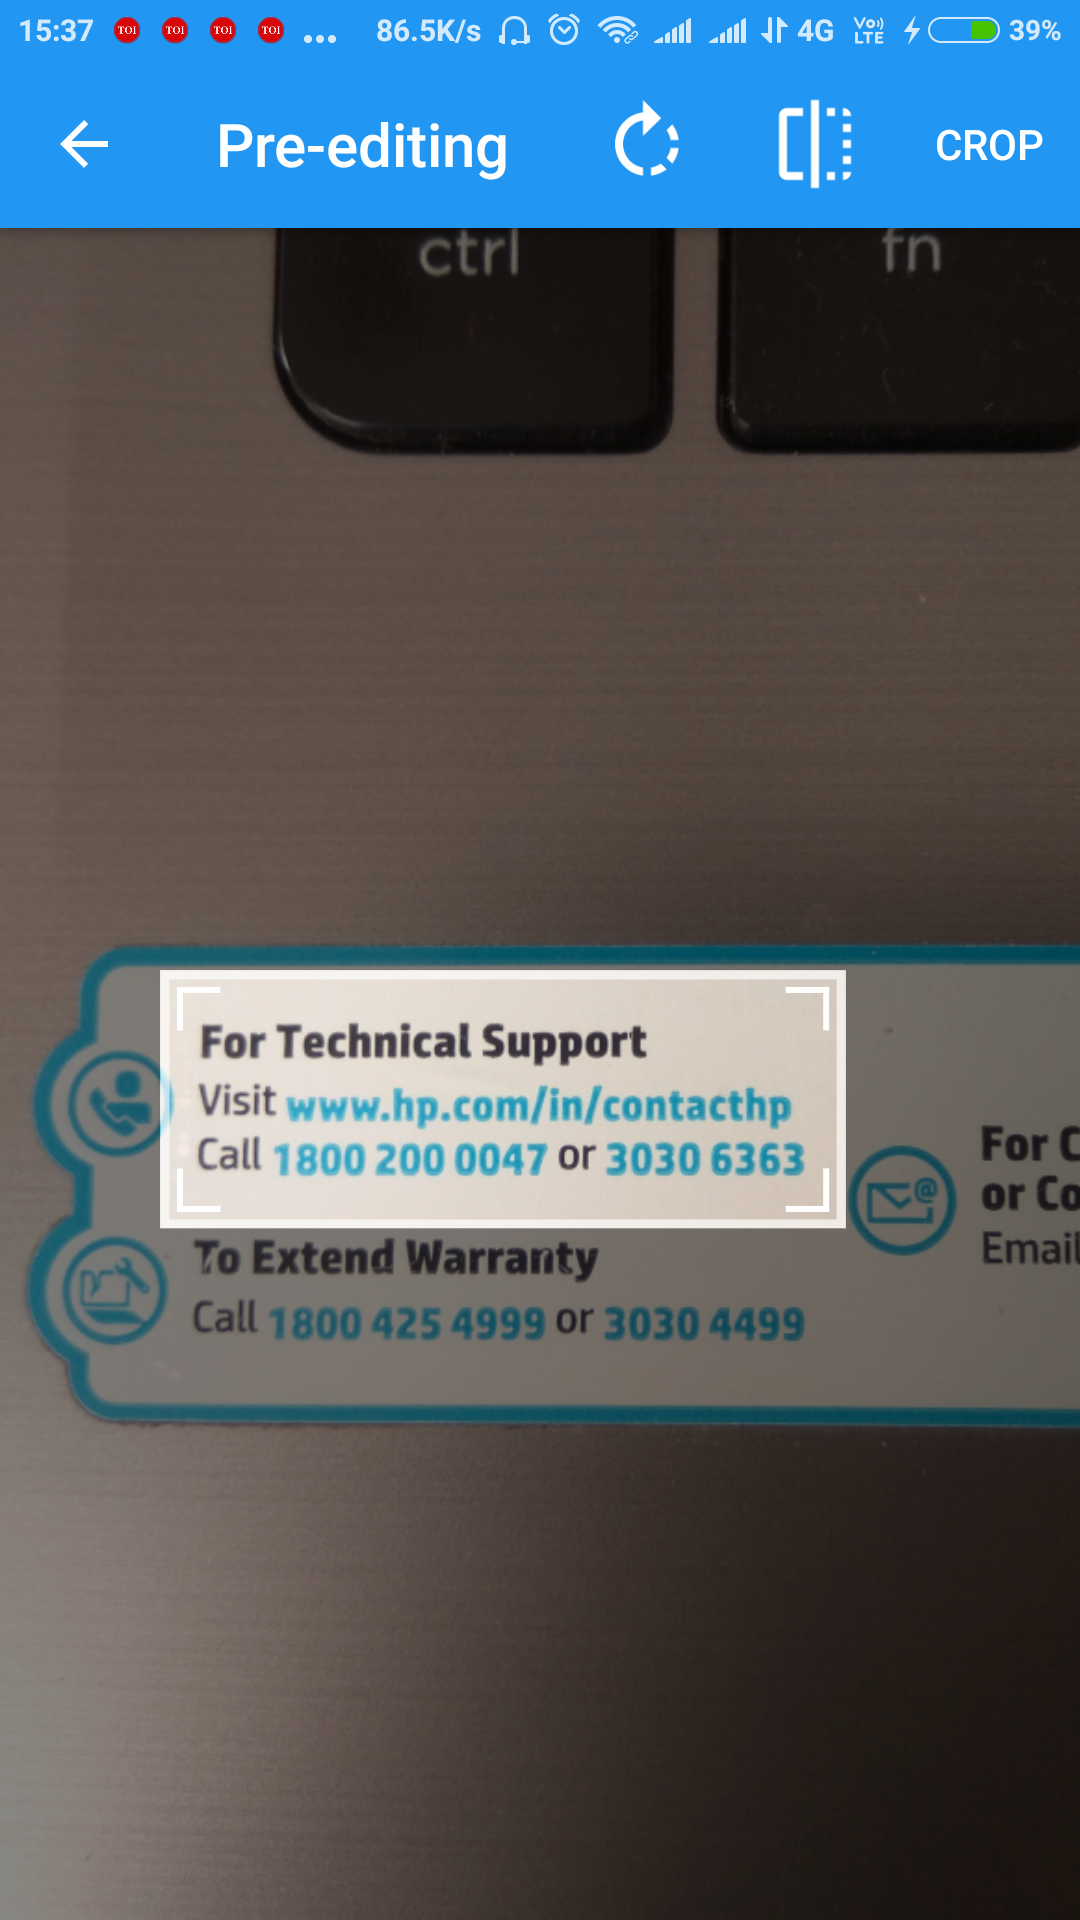 15:37 TOI TOI TOI TOI ... 86.5K/s 4G VoLTE 39%
Pre-editing CROP
ctrl fn
For Technical Support
Visit www.hp.com/in/contacthp
Call 1800 200 0047 or 3030 6363
To Extend Warranty
Call 1800 425 4999 or 3030 4499
For C
or Co
Email